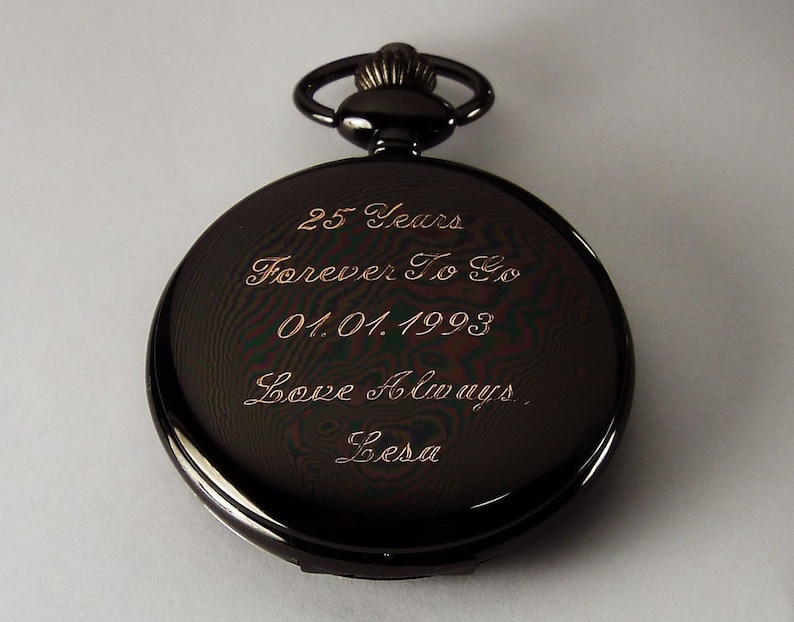 25 Years
Forever To Go
01.01.1993
Love Always,
Lesa